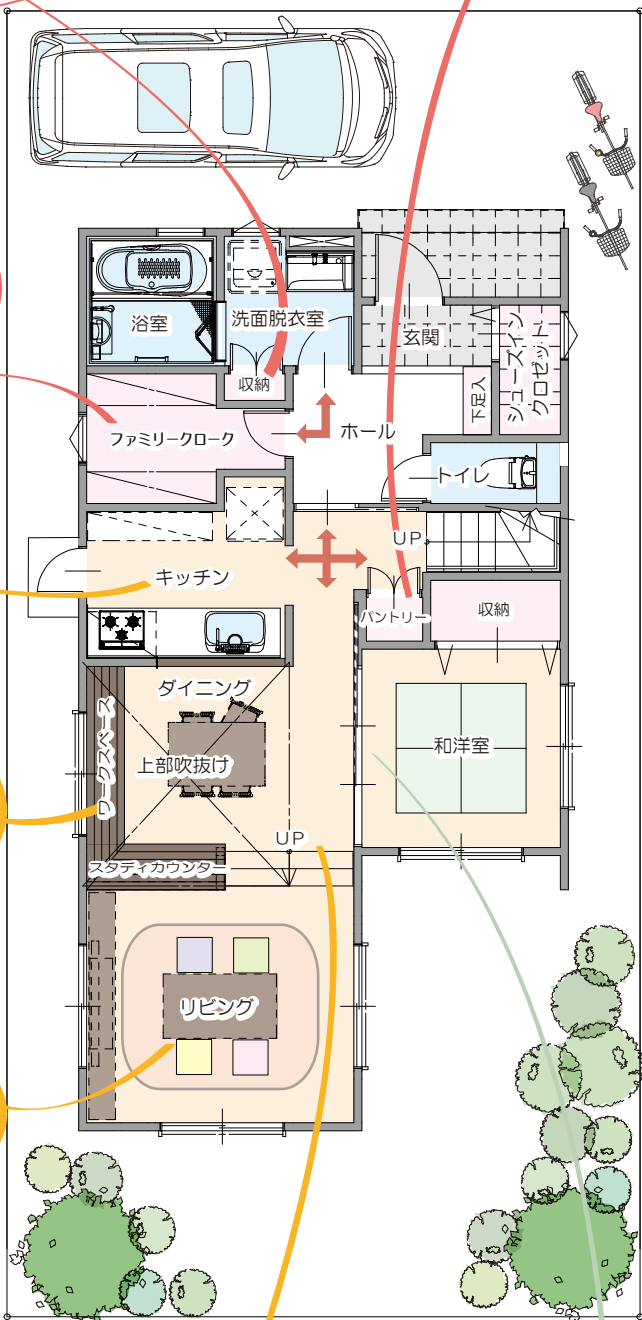 浴室
洗面脱衣室
玄関
シューズイン
クロゼット
収納
下足入
ファミリークローク
ホール
トイレ
UP
キッチン
パントリー
収納
ダイニング
ワークスペース
上部吹抜け
和洋室
UP
スタディカウンター
リビング